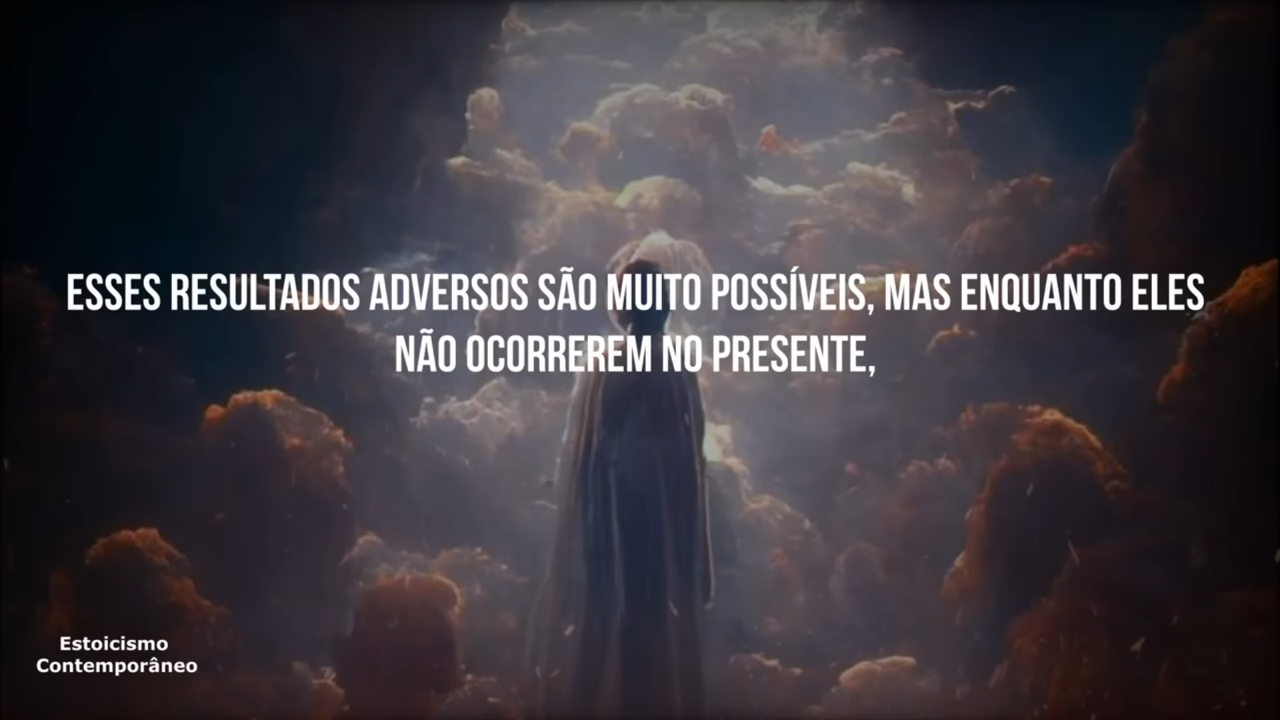 ESSES RESULTADOS ADVERSOS SÃO MUITO POSSÍVEIS, MAS ENQUANTO ELES
NÃO OCORREREM NO PRESENTE,
Estoicismo
Contemporâneo